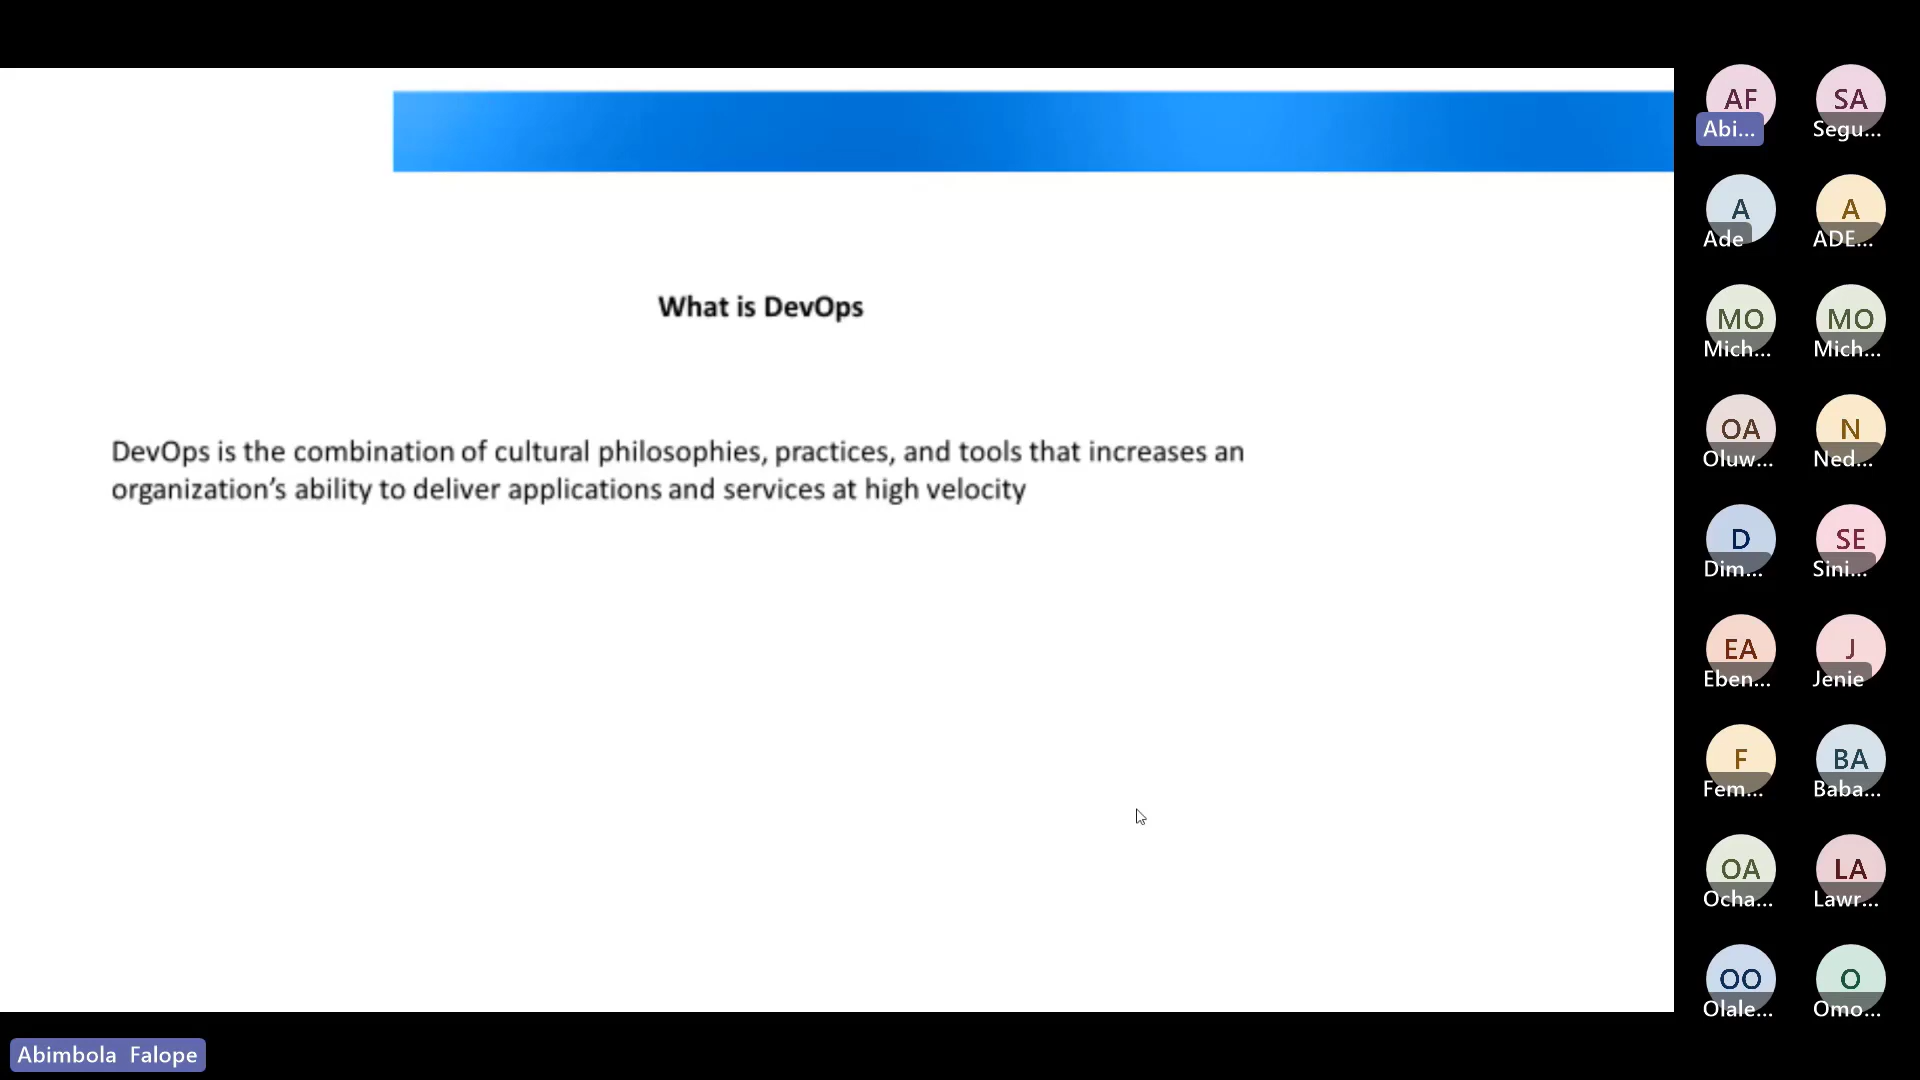 What is DevOps
DevOps is the combination of cultural philosophies, practices, and tools that increases an
organization's ability to deliver applications and services at high velocity
AF
Abi...
SA
Segu...
A
Ade
A
ADE...
MO
Mich...
MO
Mich...
OA
Oluw...
N
Ned...
D
Dim...
SE
Sini...
EA
Eben...
J
Jenie
F
Fem...
BA
Baba...
OA
Ocha...
LA
Lawr...
OO
Olale...
O
Omo...
Abimbola Falope